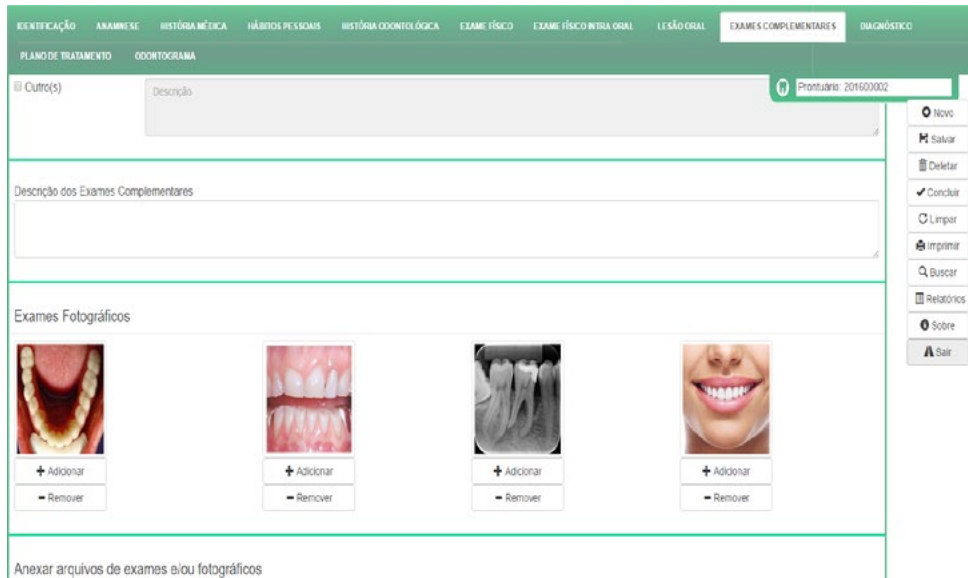 IDENTIFICAÇÃO ANAMNESE HISTÓRIA MÉDICA HÁBITOS PESSOAIS HISTÓRIA ODONTOLÓGICA EXAME FÍSICO EXAME FÍSICO INTRA ORAL LESÃO ORAL EXAMES COMPLEMENTARES DIAGNÓSTICO
PLANO DE TRATAMENTO ODONTOGRAMA
Outro(s)
Descrição
Prontuário: 201600002
Novo
Salvar
Deletar
Concluir
Limpar
Imprimir
Buscar
Relatórios
Sobre
Sair
Descrição dos Exames Complementares
Exames Fotográficos
Adicionar Adicionar Adicionar Adicionar
Remover Remover Remover Remover
Anexar arquivos de exames e/ou fotográficos